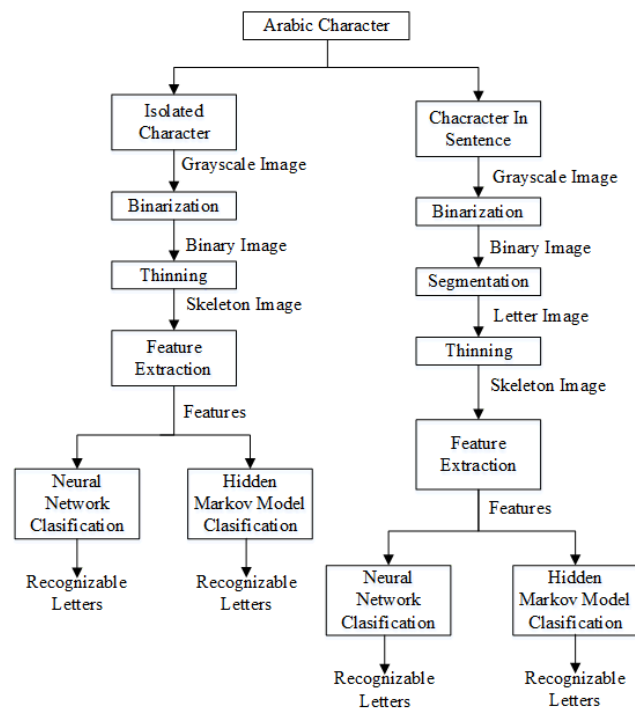 Arabic Character
Isolated
Character
Grayscale Image
Binarization
Binary Image
Thinning
Skeleton Image
Feature
Extraction
Features
Neural
Network
Clasification
Hidden
Markov Model
Clasification
Recognizable
Letters
Recognizable
Letters
Chacracter In
Sentence
Grayscale Image
Binarization
Binary Image
Segmentation
Letter Image
Thinning
Skeleton Image
Feature
Extraction
Features
Neural
Network
Clasification
Hidden
Markov Model
Clasification
Recognizable
Letters
Recognizable
Letters